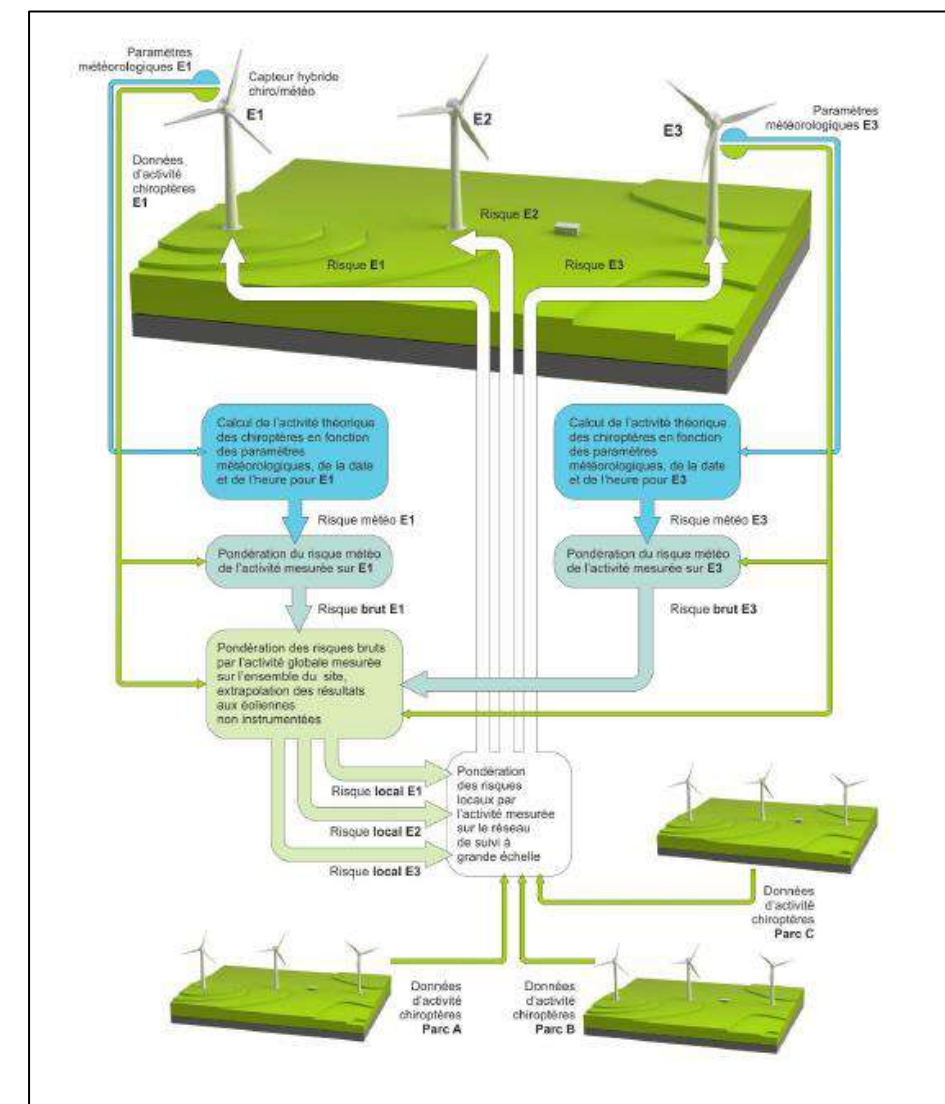 Paramètres
météorologiques E1
Capteur hybride
chiro/météo
E1
E2
E3
Paramètres
météorologiques E3
Données
d'activité
chiroptères
E1
Risque E2
Risque E1
Risque E3
Calcul de l'activité théorique
des chiroptères en fonction
des paramètres
météorologiques, de la date
et de l'heure pour E1
Calcul de l'activité théorique
des chiroptères en fonction
des paramètres
météorologiques, de la date
et de l'heure pour E3
Risque météo E1
Risque météo E3
Pondération du risque météo
de l'activité mesurée sur E1
Pondération du risque météo
de l'activité mesurée sur E3
Risque brut E1
Risque brut E3
Pondération des risques bruts
par l'activité globale mesurée
sur l'ensemble du site,
extrapolation des résultats
aux éoliennes
non instrumentées
Risque local E1
Risque local E2
Risque local E3
Pondération
des risques
locaux par
l'activité mesurée
sur le réseau
de suivi à
grande échelle
Données
d'activité
chiroptères
Parc C
Données
d'activité
chiroptères
Parc A
Données
d'activité
chiroptères
Parc B